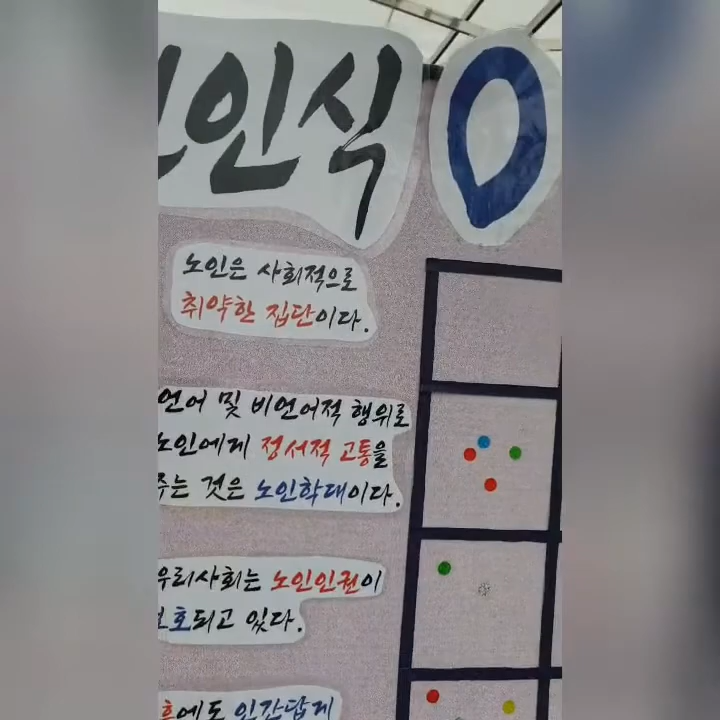 인식 O
노인은 사회적으로
취약한 집단이다.
언어 및 비언어적 행위로
노인에게 정서적 고통을
주는 것은 노인학대이다.
우리사회는 노인인권이
보호되고 있다.
후에도 인간답게